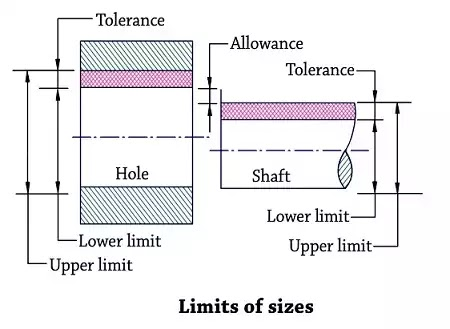 Tolerance
Allowance
Tolerance
Hole
Shaft
Lower limit
Lower limit
Upper limit
Upper limit
Limits of sizes